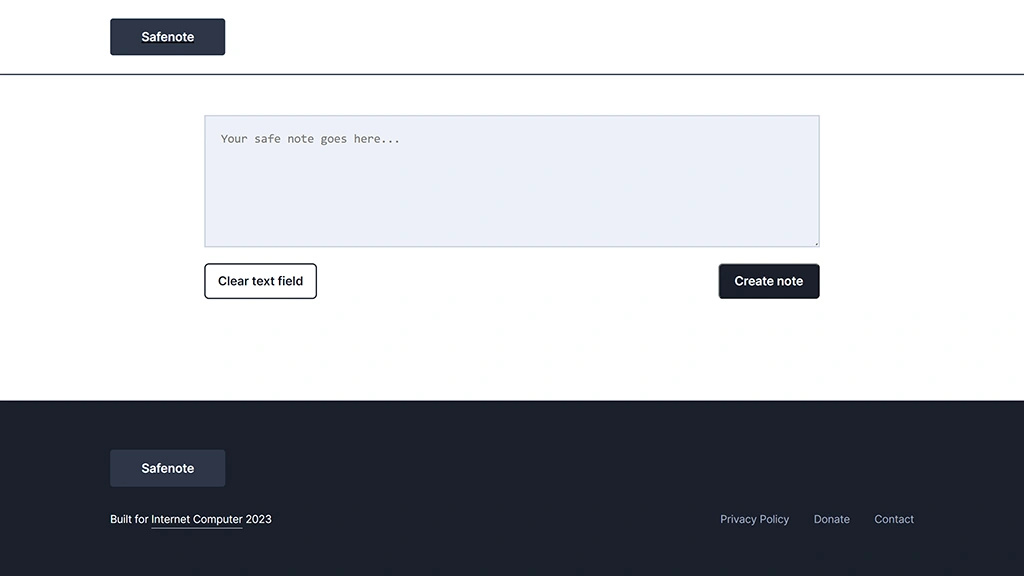 Safenote
Your safe note goes here...
Clear text field
Create note
Safenote
Built for Internet Computer 2023
Privacy Policy Donate Contact